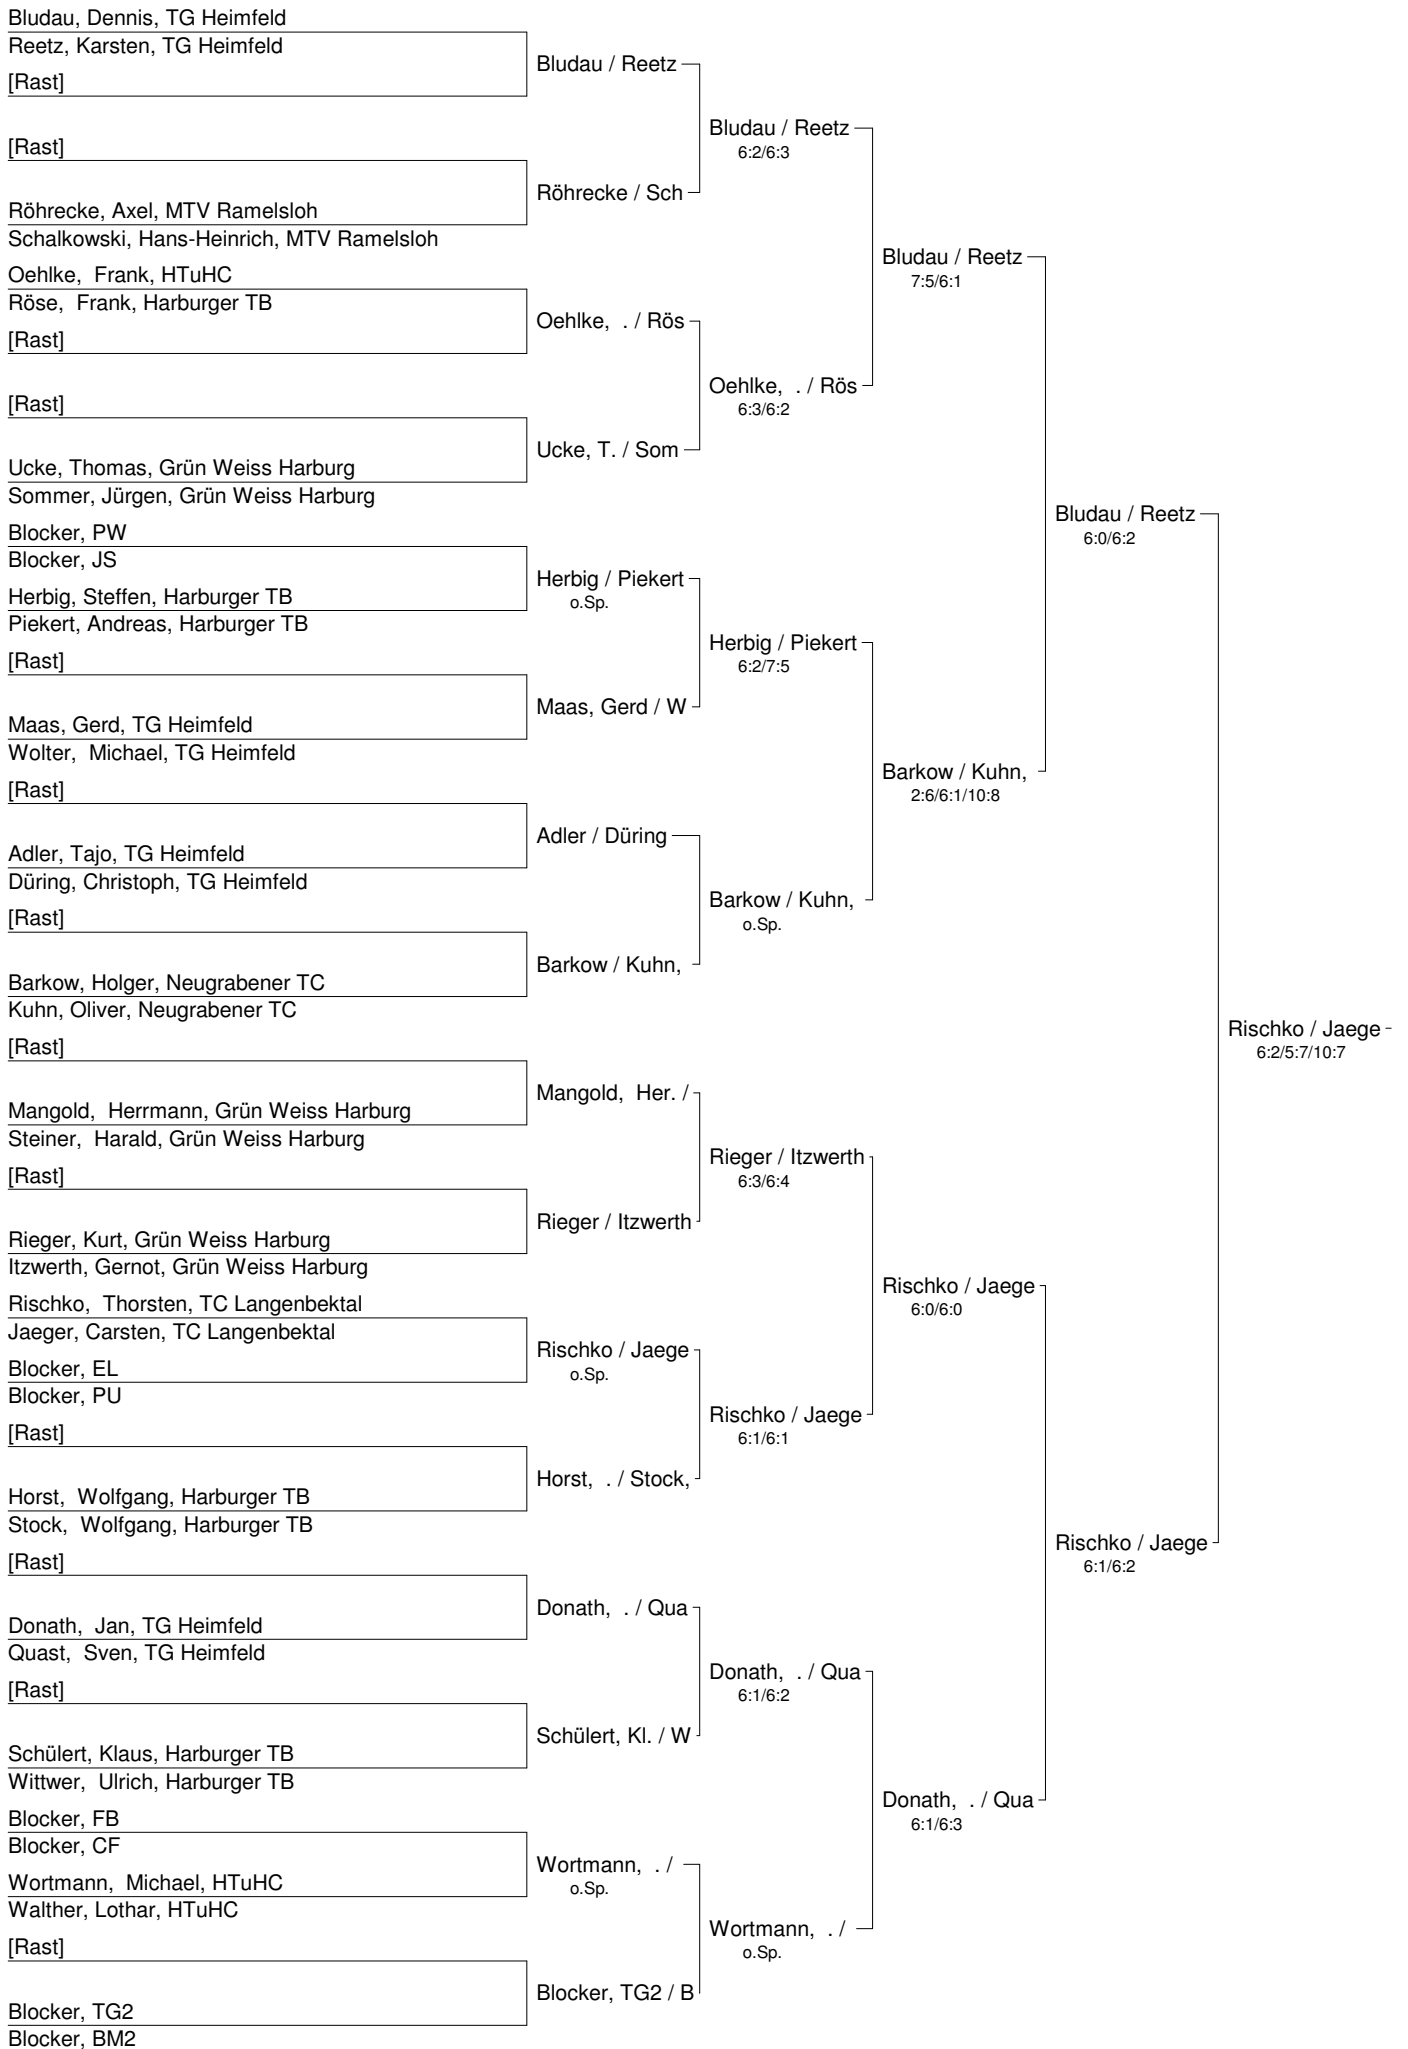 Bludau, Dennis, TG Heimfeld
Reetz, Karsten, TG Heimfeld
Bludau / Reetz
[Rast]
Bludau / Reetz
6:2/6:3
[Rast]
Röhrecke / Sch
Röhrecke, Axel, MTV Ramelsloh
Schalkowski, Hans-Heinrich, MTV Ramelsloh
Bludau / Reetz
7:5/6:1
Oehlke,  Frank, HTuHC
Röse,  Frank, Harburger TB
Oehlke,  . / Rös
[Rast]
Oehlke,  . / Rös
6:3/6:2
[Rast]
Ucke, T. / Som
Ucke, Thomas, Grün Weiss Harburg
Sommer, Jürgen, Grün Weiss Harburg
Bludau / Reetz
6:0/6:2
Blocker, PW
Blocker, JS
Herbig / Piekert
o.Sp.
Herbig, Steffen, Harburger TB
Piekert, Andreas, Harburger TB
Herbig / Piekert
6:2/7:5
[Rast]
Maas, Gerd / W
Maas, Gerd, TG Heimfeld
Wolter,  Michael, TG Heimfeld
Barkow / Kuhn,
2:6/6:1/10:8
[Rast]
Adler / Düring
Adler, Tajo, TG Heimfeld
Düring, Christoph, TG Heimfeld
Barkow / Kuhn,
o.Sp.
[Rast]
Barkow / Kuhn,
Barkow, Holger, Neugrabener TC
Kuhn, Oliver, Neugrabener TC
Rischko / Jaege
6:2/5:7/10:7
[Rast]
Mangold,  Her. /
Mangold,  Herrmann, Grün Weiss Harburg
Steiner,  Harald, Grün Weiss Harburg
Rieger / Itzwerth
6:3/6:4
[Rast]
Rieger / Itzwerth
Rieger, Kurt, Grün Weiss Harburg
Itzwerth, Gernot, Grün Weiss Harburg
Rischko / Jaege
6:0/6:0
Rischko,  Thorsten, TC Langenbektal
Jaeger, Carsten, TC Langenbektal
Rischko / Jaege
o.Sp.
Blocker, EL
Blocker, PU
Rischko / Jaege
6:1/6:1
[Rast]
Horst,  . / Stock,
Horst,  Wolfgang, Harburger TB
Stock,  Wolfgang, Harburger TB
Rischko / Jaege
6:1/6:2
[Rast]
Donath,  . / Qua
Donath,  Jan, TG Heimfeld
Quast,  Sven, TG Heimfeld
Donath,  . / Qua
6:1/6:2
[Rast]
Schülert, Kl. / W
Schülert, Klaus, Harburger TB
Wittwer,  Ulrich, Harburger TB
Donath,  . / Qua
6:1/6:3
Blocker, FB
Blocker, CF
Wortmann,  . /
o.Sp.
Wortmann,  Michael, HTuHC
Walther, Lothar, HTuHC
Wortmann,  . /
o.Sp.
[Rast]
Blocker, TG2 / B
Blocker, TG2
Blocker, BM2